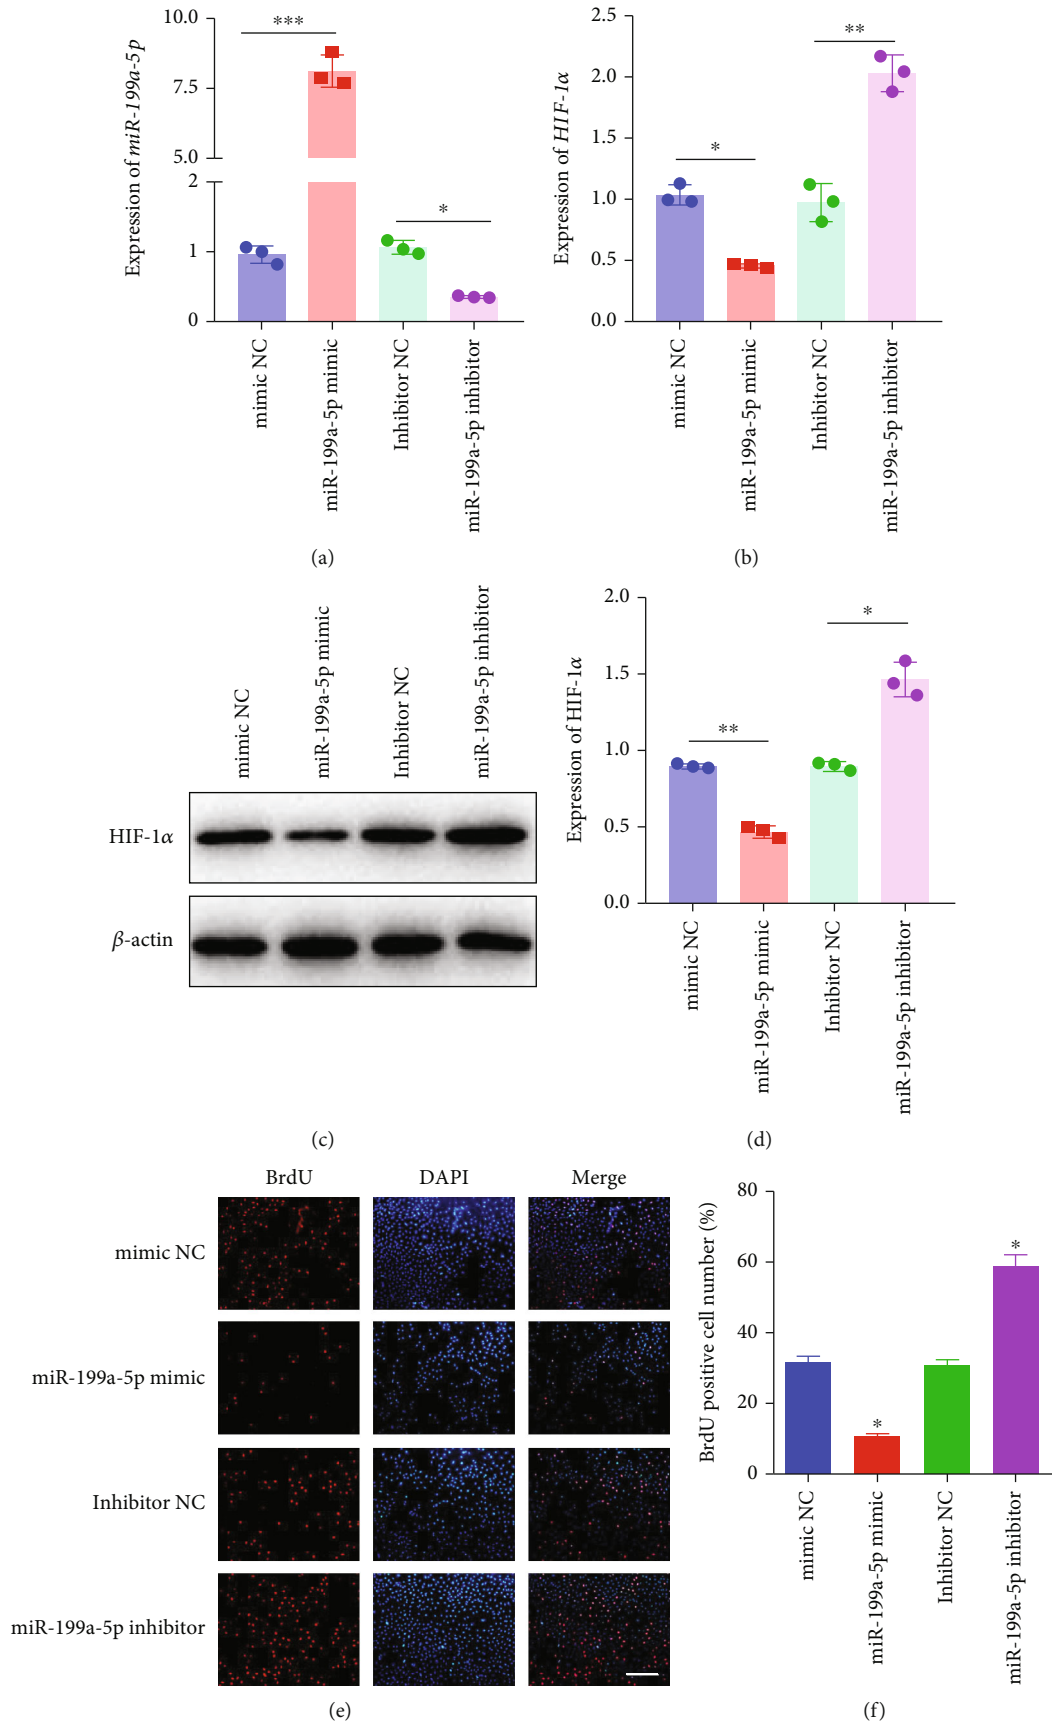 Expression of miR-199a-5p
10.0
7.5
5.0
2
1
0
***
*
mimic NC
miR-199a-5p mimic
Inhibitor NC
miR-199a-5p inhibitor
(a)
Expression of HIF-1α
2.5
2.0
1.5
1.0
0.5
0.0
*
**
mimic NC
miR-199a-5p mimic
Inhibitor NC
miR-199a-5p inhibitor
(b)
mimic NC
miR-199a-5p mimic
Inhibitor NC
miR-199a-5p inhibitor
HIF-1α
β-actin
(c)
Expression of HIF-1α
2.0
1.5
1.0
0.5
0.0
**
*
mimic NC
miR-199a-5p mimic
Inhibitor NC
miR-199a-5p inhibitor
(d)
BrdU
DAPI
Merge
mimic NC
miR-199a-5p mimic
Inhibitor NC
miR-199a-5p inhibitor
(e)
BrdU positive cell number (%)
80
60
40
20
0
*
*
mimic NC
miR-199a-5p mimic
Inhibitor NC
miR-199a-5p inhibitor
(f)